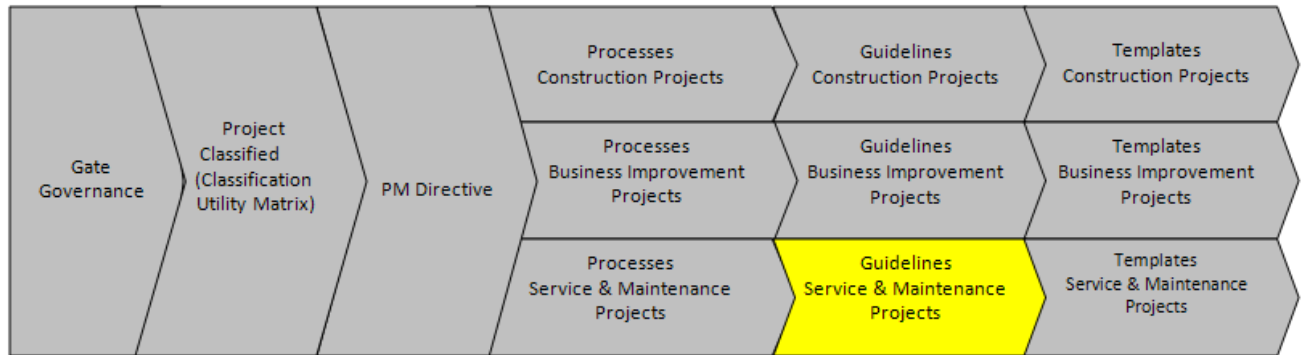 Gate
Governance
Project
Classified
(Classification
Utility Matrix)
PM Directive
Processes
Construction Projects
Guidelines
Construction Projects
Templates
Construction Projects
Processes
Business Improvement
Projects
Guidelines
Business Improvement
Projects
Templates
Business Improvement
Projects
Processes
Service & Maintenance
Projects
Guidelines
Service & Maintenance
Projects
Templates
Service & Maintenance
Projects